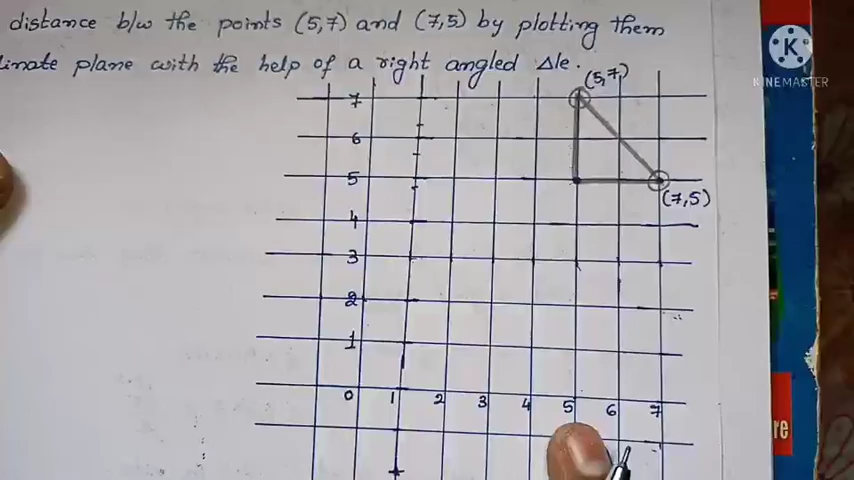 distance b/w the points (5,7) and (7,5) by plotting them
plane with the help of a right angled Δle.
(5,7)
7
6
5
(7,5)
4
3
2
1
0 1 2 3 4 5 6 7
K
KINEMASTER